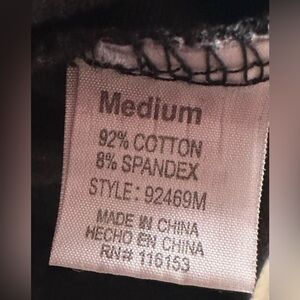 Medium
92% COTTON
8% SPANDEX
STYLE: 92469M
MADE IN CHINA
HECHO EN CHINA
RN# 116153